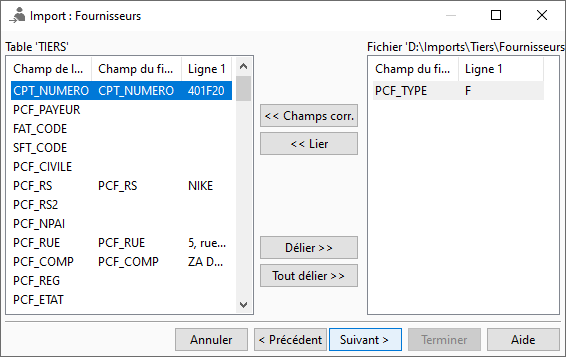 Import : Fournisseurs
Table 'TIERS'
Champ de l... Champ du fi... Ligne 1
CPT_NUMERO CPT_NUMERO 401F20
PCF_PAYEUR
FAT_CODE
SFT_CODE
PCF_CIVILE
PCF_RS PCF_RS NIKE
PCF_RS2
PCF_NPAI
PCF_RUE PCF_RUE 5, rue...
PCF_COMP PCF_COMP ZA D...
PCF_REG
PCF_ETAT
<< Champs corr.
<< Lier
Délier >>
Tout délier >>
Fichier 'D:\Imports\Tiers\Fournisseurs
Champ du fi... Ligne 1
PCF_TYPE F
Annuler < Précédent Suivant > Terminer Aide